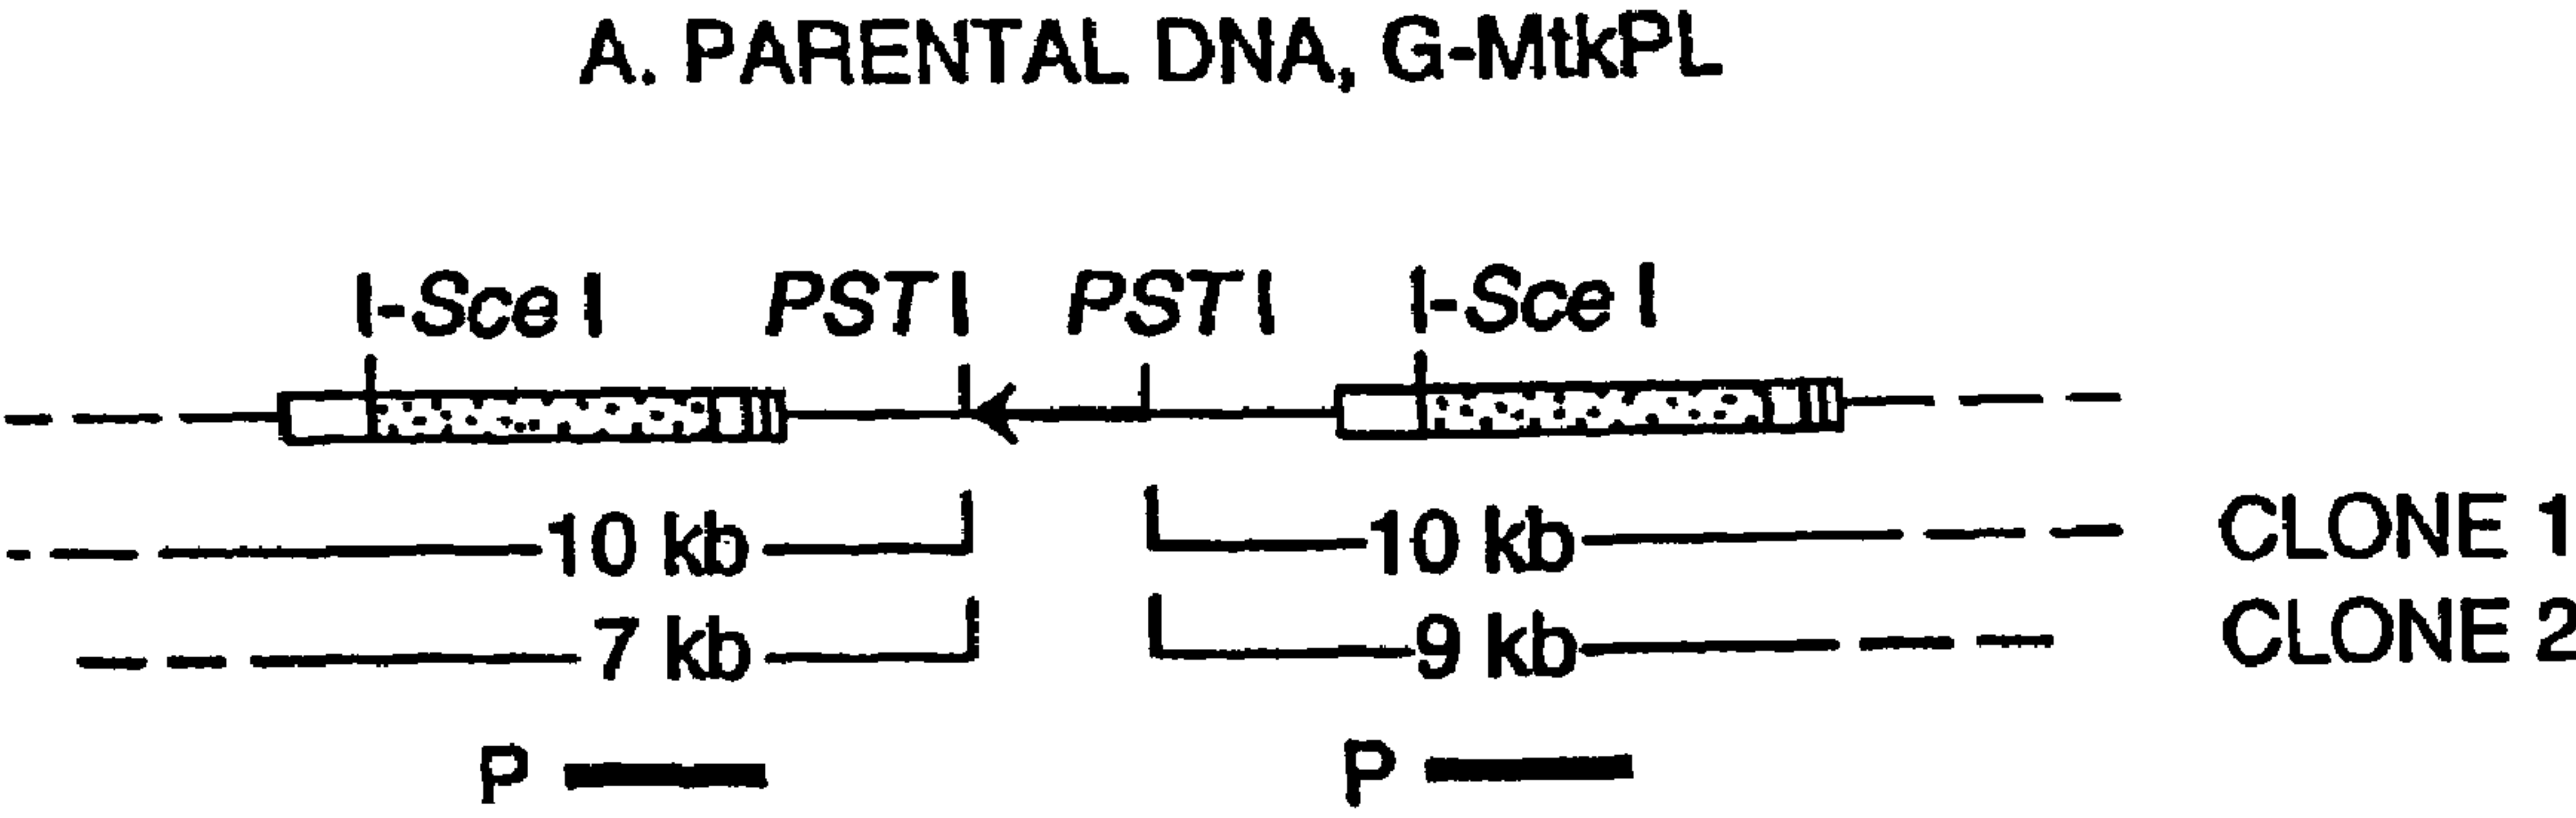 A. PARENTAL DNA, G-MtkPL
I-Sce I PST I PST I I-Sce I
10 kb 10 kb CLONE 1
7 kb 9 kb CLONE 2
P P